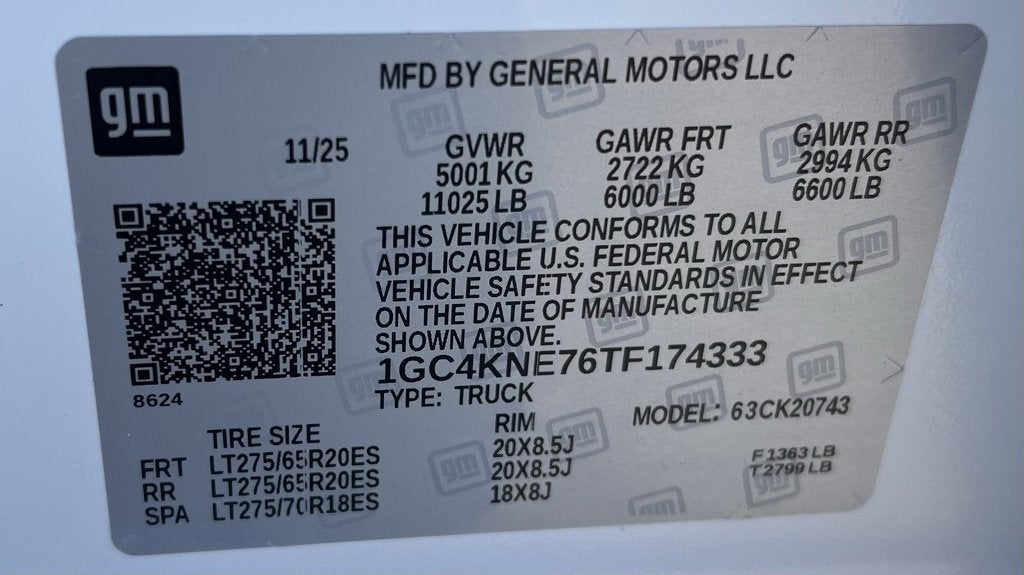 gm
MFD BY GENERAL MOTORS LLC
11/25
GVWR GAWR FRT GAWR RR
5001 KG 2722 KG 2994 KG
11025 LB 6000 LB 6600 LB
THIS VEHICLE CONFORMS TO ALL
APPLICABLE U.S. FEDERAL MOTOR
VEHICLE SAFETY STANDARDS IN EFFECT
ON THE DATE OF MANUFACTURE
SHOWN ABOVE.
1GC4KNE76TF174333
8624
TYPE: TRUCK MODEL: 63CK20743
TIRE SIZE RIM
FRT LT275/65R20ES 20X8.5J F 1363 LB
RR LT275/65R20ES 20X8.5J T 2799 LB
SPA LT275/70R18ES 18X8J